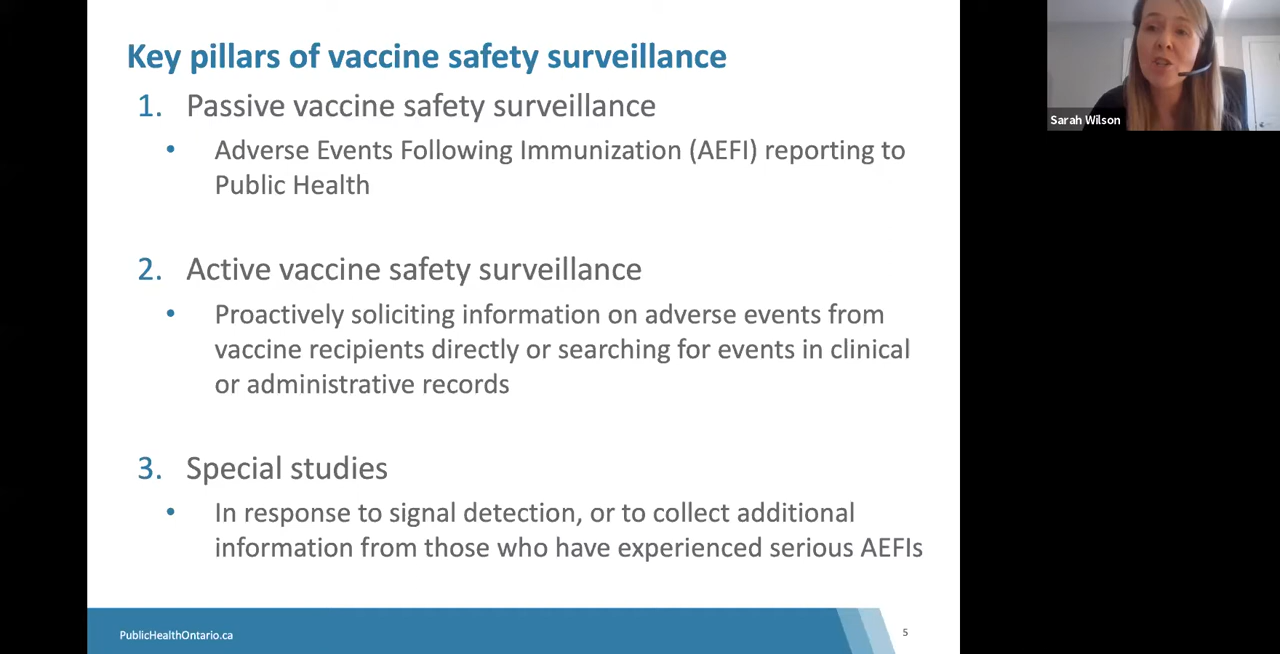 Key pillars of vaccine safety surveillance
1. Passive vaccine safety surveillance
• Adverse Events Following Immunization (AEFI) reporting to
Public Health
2. Active vaccine safety surveillance
• Proactively soliciting information on adverse events from
vaccine recipients directly or searching for events in clinical
or administrative records
3. Special studies
• In response to signal detection, or to collect additional
information from those who have experienced serious AEFIs
PublicHealthOntario.ca
5
Sarah Wilson